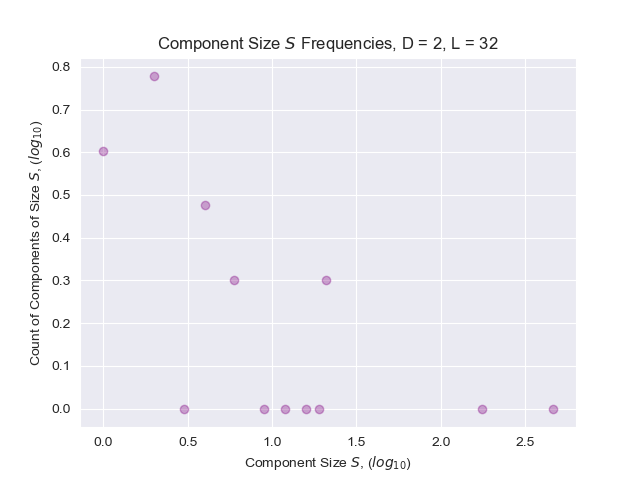 Component Size S Frequencies, D = 2, L = 32
Count of Components of Size S, (log₁₀)
0.8
0.7
0.6
0.5
0.4
0.3
0.2
0.1
0.0
0.0 0.5 1.0 1.5 2.0 2.5
Component Size S, (log₁₀)